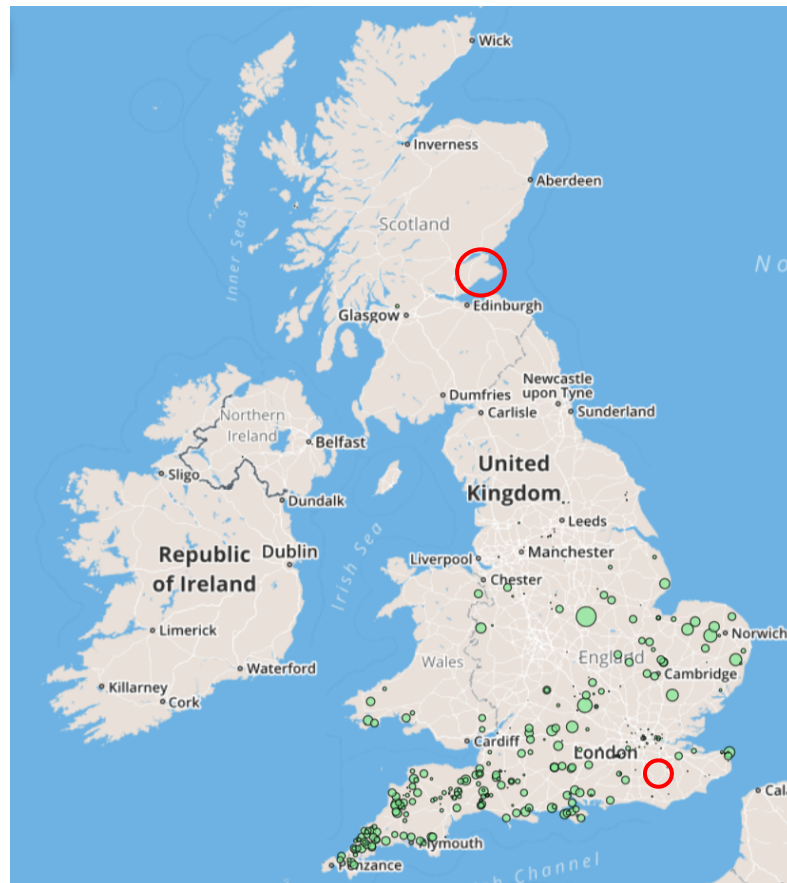 Wick
Inverness
Aberdeen
Scotland
Inner Seas
No
Edinburgh
Glasgow
Newcastle
upon Tyne
Dumfries
Carlisle
Sunderland
Northern
Ireland
Belfast
Sligo
United
Kingdom
Dundalk
Leeds
Irish Sea
Republic
of Ireland
Dublin
Manchester
Liverpool
Chester
Limerick
Norwich
England
Wales
Waterford
Cambridge
Killarney
Cork
Cardiff
London
Cala
Plymouth
Penzance
h Channel